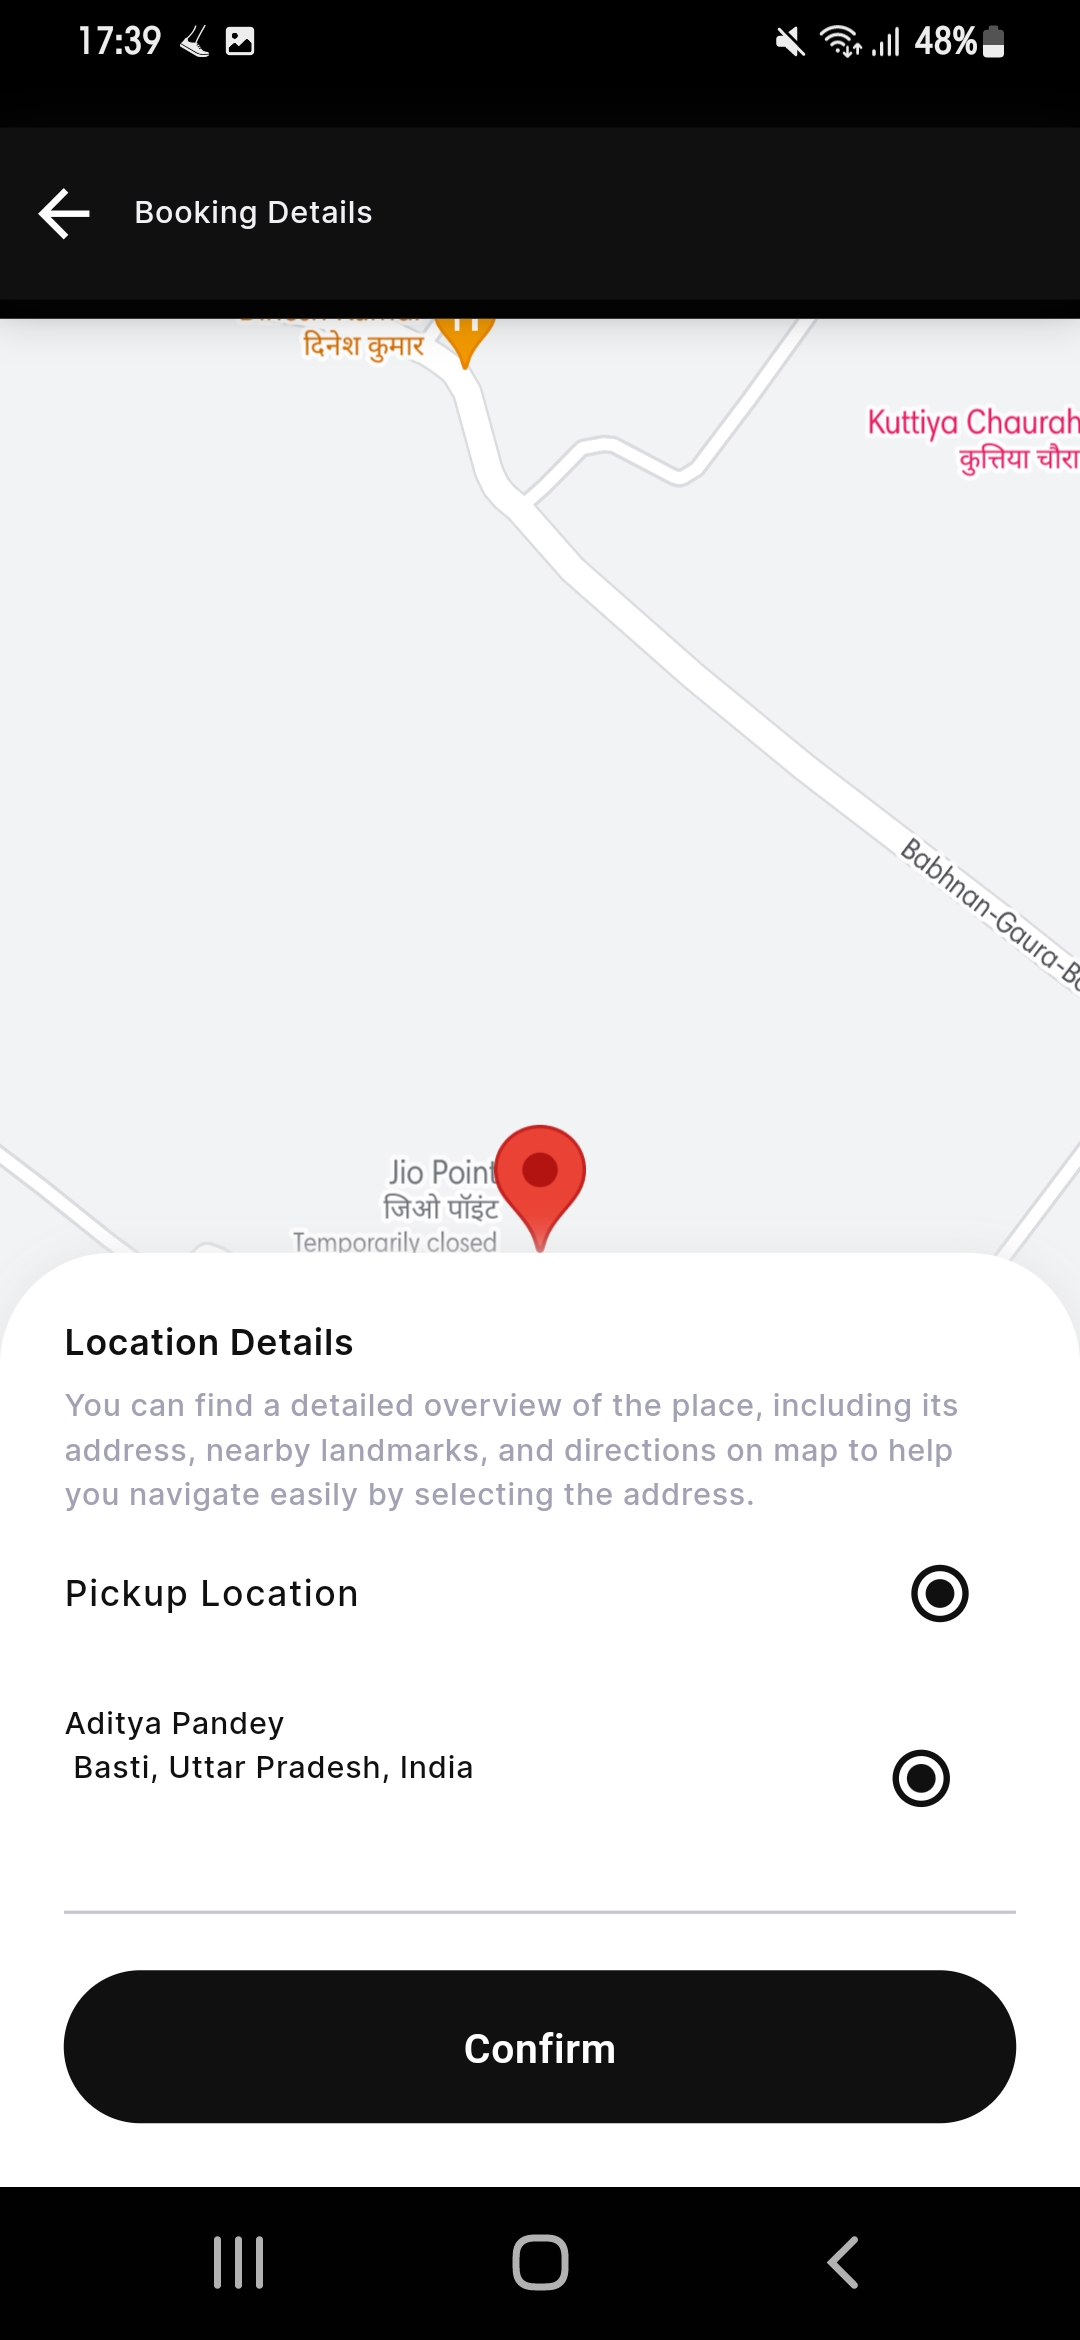 17:39
48%
Booking Details
दिनेश कुमार
Kuttiya Chaurah
कुत्तिया चौरा
Babhnan-Gaura-B
Jio Point
जिओ पॉइंट
Temporarily closed
Location Details
You can find a detailed overview of the place, including its
address, nearby landmarks, and directions on map to help
you navigate easily by selecting the address.
Pickup Location
Aditya Pandey
Basti, Uttar Pradesh, India
Confirm